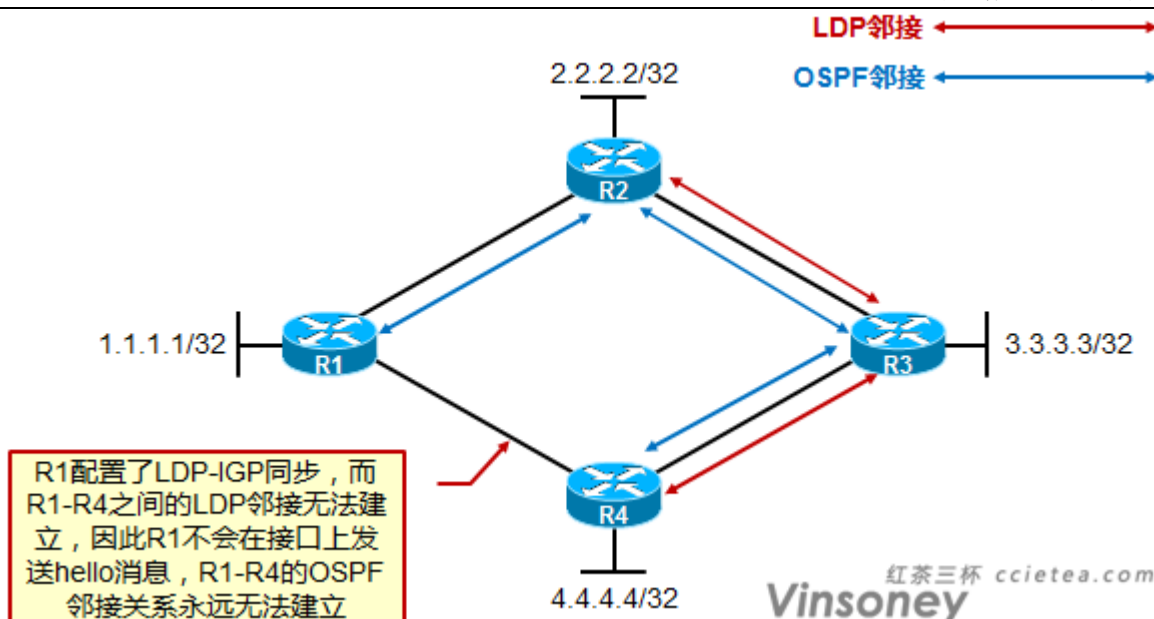 LDP邻接
OSPF邻接
2.2.2.2/32
R2
1.1.1.1/32
R1
R3
3.3.3.3/32
R4
4.4.4.4/32
R1配置了LDP-IGP同步，而
R1-R4之间的LDP邻接无法建
立，因此R1不会在接口上发
送hello消息，R1-R4的OSPF
邻接关系永远无法建立
红茶三杯 ccietea.com
Vinsoney